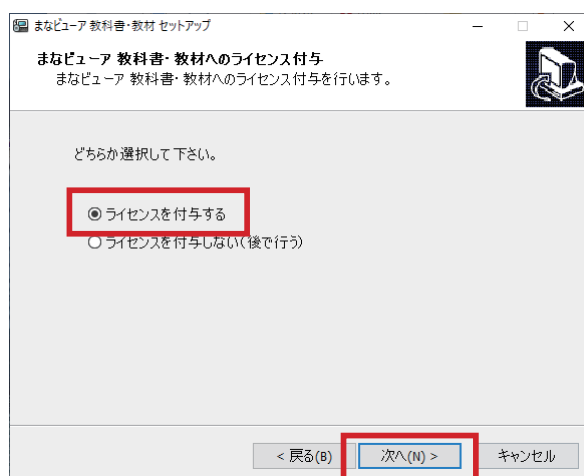 まなビューア 教科書・教材 セットアップ
まなビューア 教科書・教材へのライセンス付与
まなビューア 教科書・教材へのライセンス付与を行います。
どちらか選択して下さい。
ライセンスを付与する
ライセンスを付与しない(後で行う)
< 戻る(B) 次へ(N) > キャンセル